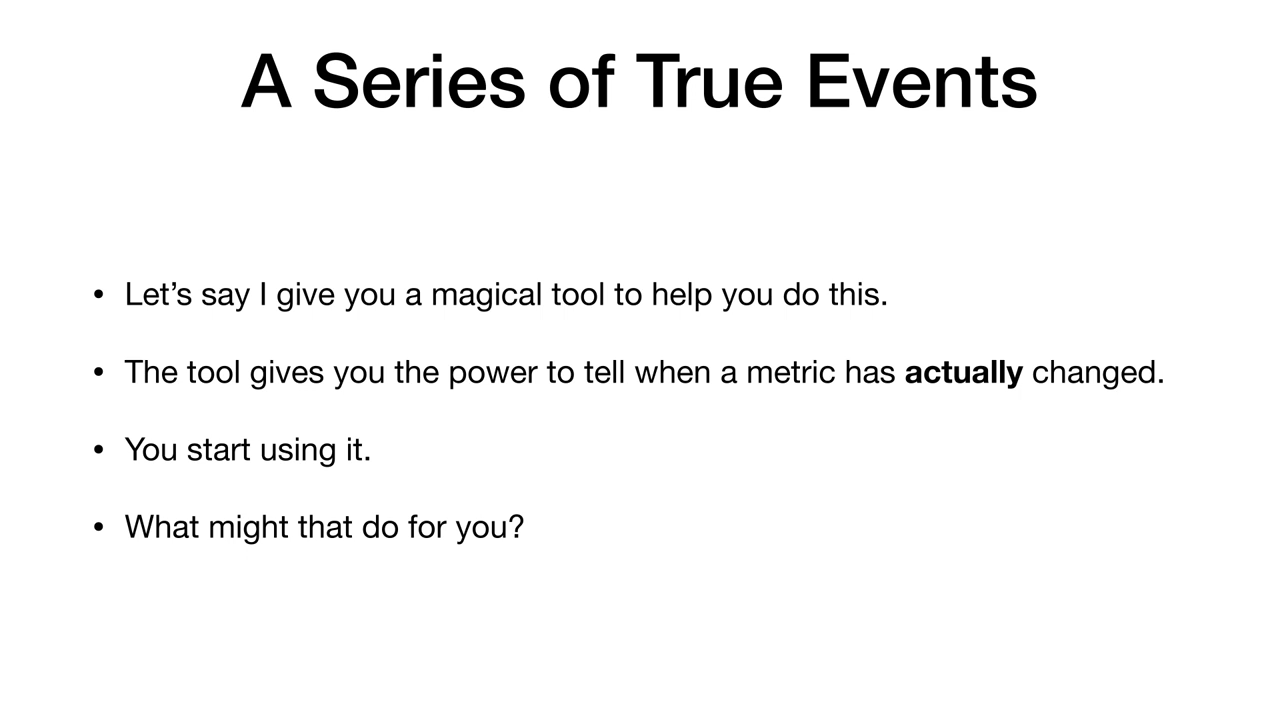 A Series of True Events
• Let’s say I give you a magical tool to help you do this.
• The tool gives you the power to tell when a metric has actually changed.
• You start using it.
• What might that do for you?